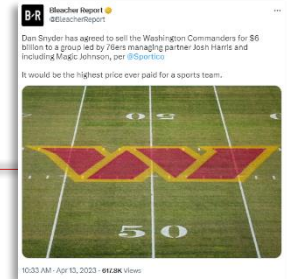 B/R
Bleacher Report
@BleacherReport
Dan Snyder has agreed to sell the Washington Commanders for $6
billion to a group led by 76ers managing partner Josh Harris and
including Magic Johnson, per @Sportico
It would be the highest price ever paid for a sports team.
50
10:33 AM · Apr 13, 2023 · 617.8K Views